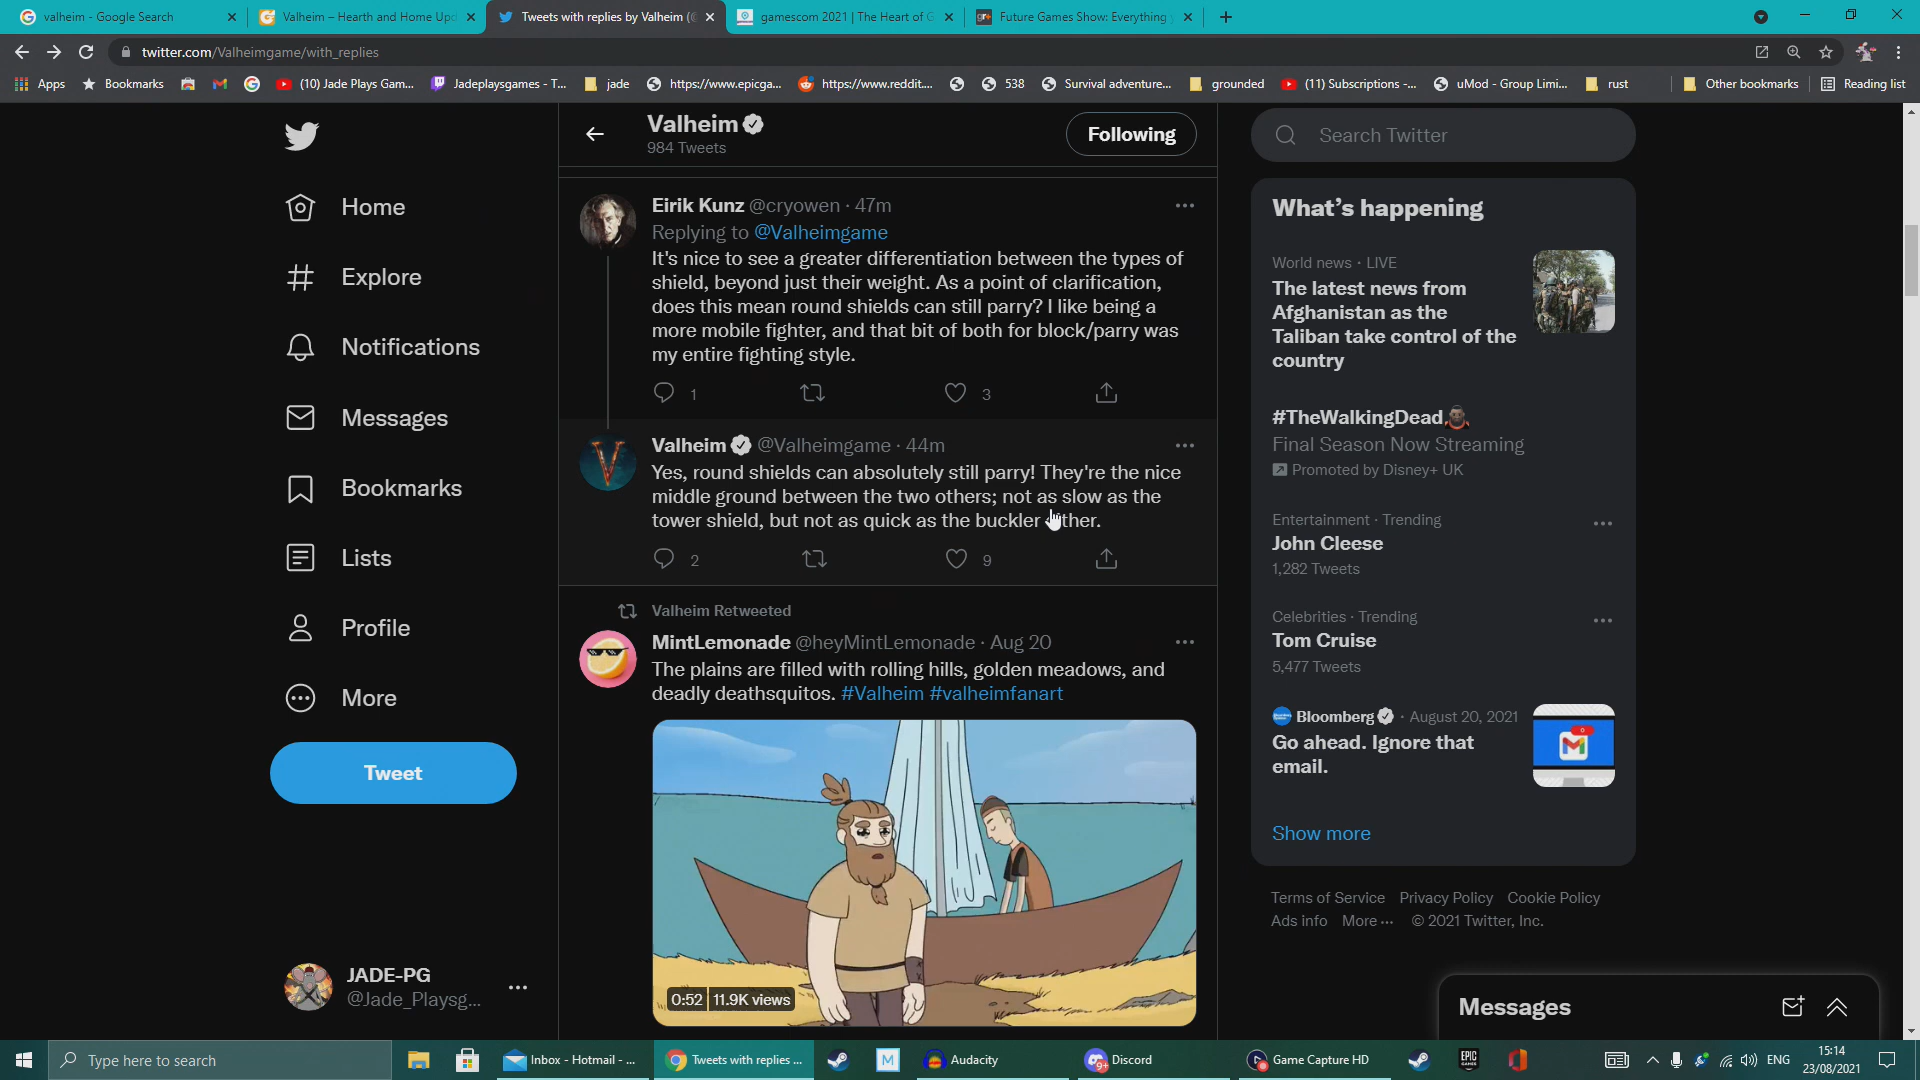 valheim - Google Search
Valheim – Hearth and Home Upd
Tweets with replies by Valheim (@
gamescom 2021 | The Heart of G
Future Games Show: Everything
twitter.com/Valheimgame/with_replies
Apps
Bookmarks
(10) Jade Plays Gam...
Jadeplaysgames - T...
jade
https://www.epicga...
https://www.reddit...
538
Survival adventure...
grounded
(11) Subscriptions -...
uMod - Group Limi...
rust
Other bookmarks
Reading list
Home
Explore
Notifications
Messages
Bookmarks
Lists
Profile
More
Tweet
JADE-PG
@Jade_Playsg...
Valheim
984 Tweets
Following
Eirik Kunz @cryowen · 47m
Replying to @Valheimgame
It's nice to see a greater differentiation between the types of
shield, beyond just their weight. As a point of clarification,
does this mean round shields can still parry? I like being a
more mobile fighter, and that bit of both for block/parry was
my entire fighting style.
1
3
Valheim @Valheimgame · 44m
Yes, round shields can absolutely still parry! They're the nice
middle ground between the two others; not as slow as the
tower shield, but not as quick as the buckler either.
2
9
Valheim Retweeted
MintLemonade @heyMintLemonade · Aug 20
The plains are filled with rolling hills, golden meadows, and
deadly deathsquitos. #Valheim #valheimfanart
0:52 11.9K views
Search Twitter
What's happening
World news · LIVE
The latest news from
Afghanistan as the
Taliban take control of the
country
#TheWalkingDead
Final Season Now Streaming
Promoted by Disney+ UK
Entertainment · Trending
John Cleese
1,282 Tweets
Celebrities · Trending
Tom Cruise
5,477 Tweets
Bloomberg · August 20, 2021
Go ahead. Ignore that
email.
Show more
Terms of Service Privacy Policy Cookie Policy
Ads info More ··· © 2021 Twitter, Inc.
Messages
Type here to search
Inbox - Hotmail - ...
Tweets with replies ...
M
Audacity
9+
Discord
Game Capture HD
EPIC
GAMES
ENG
15:14
23/08/2021